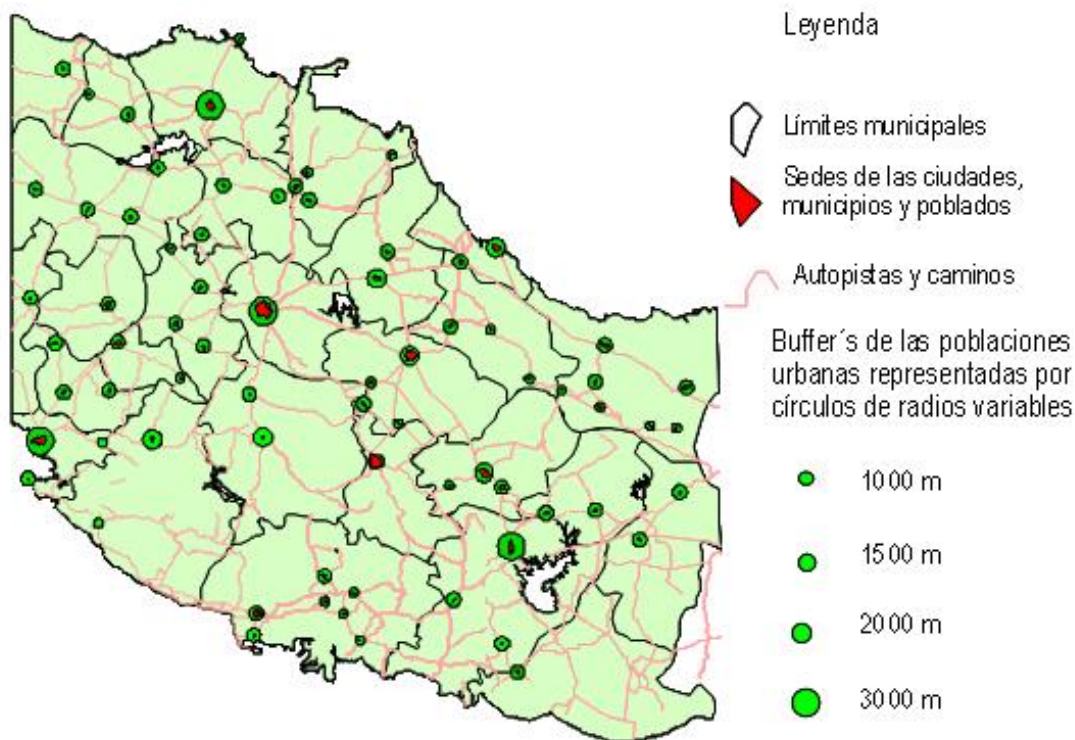 Leyenda
Límites municipales
Sedes de las ciudades,
municipios y poblados
Autopistas y caminos
Buffer´s de las poblaciones
urbanas representadas por
círculos de radios variables
1000 m
1500 m
2000 m
3000 m